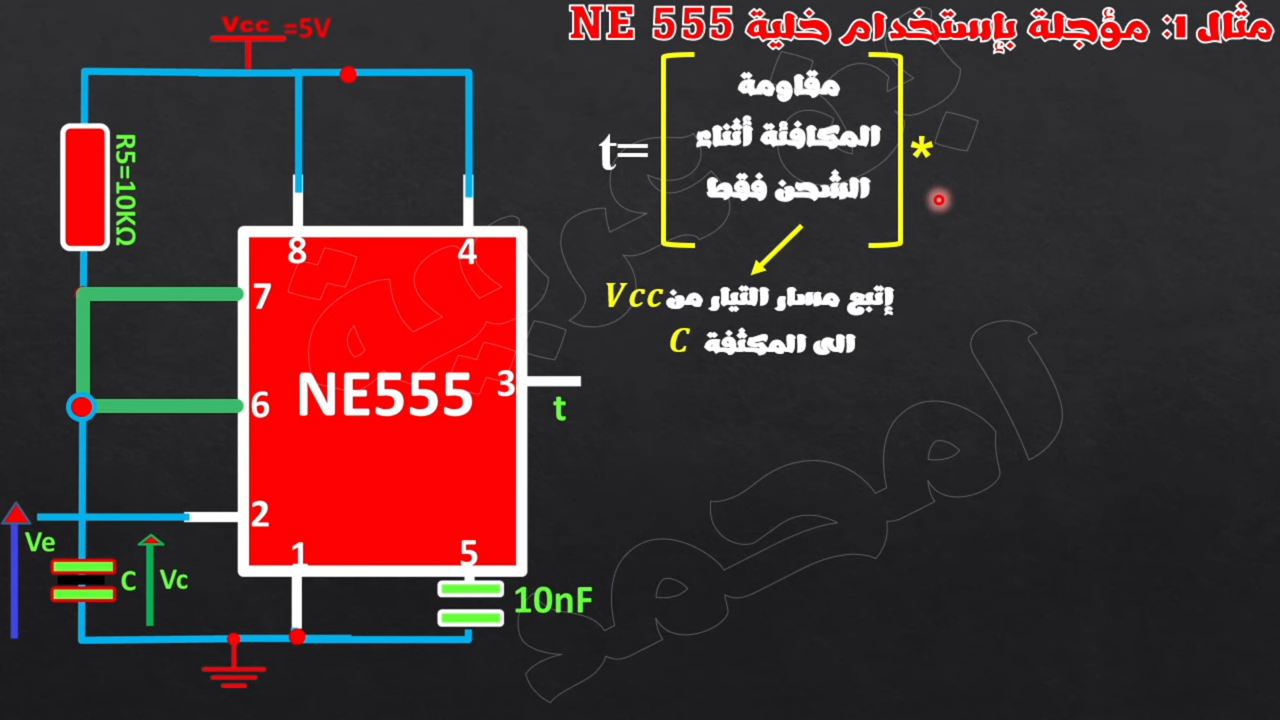 مثال 1: مؤجلة بإستخدام خلية NE 555
Vcc =5V
t=
مقاومة
المكافئة أثناء
الشحن فقط
*
إتبع مسار التيار من Vcc
الى المكثفة C
R5=10KΩ
8
4
7
6
NE555
3
t
2
1
5
Ve
C
Vc
10nF